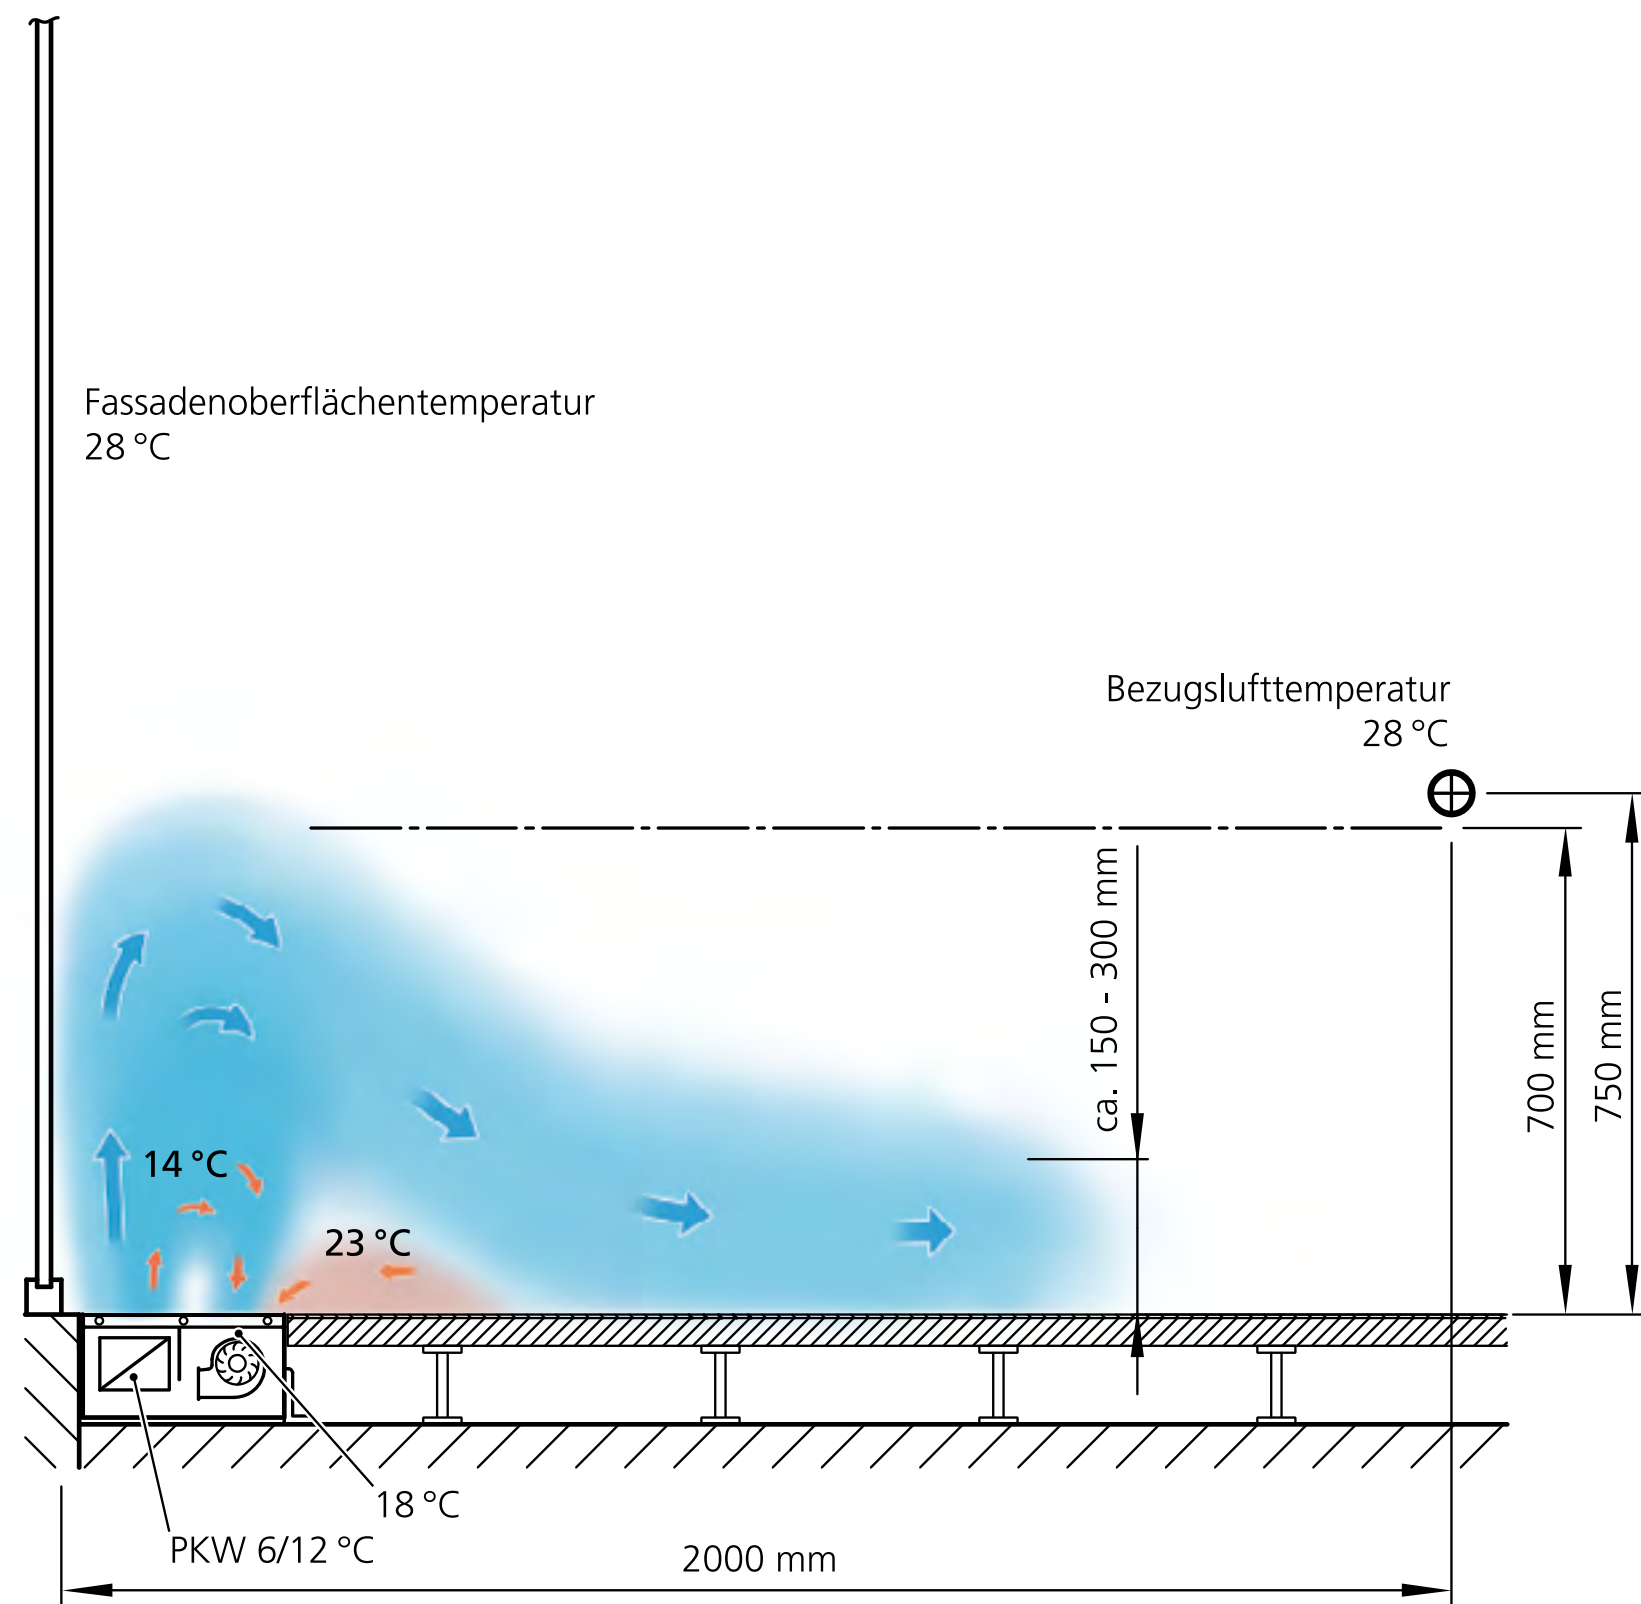 Fassadenoberflächentemperatur
28 °C
Bezugslufttemperatur
28 °C
ca. 150 - 300 mm
700 mm
750 mm
14 °C
23 °C
18 °C
PKW 6/12 °C
2000 mm